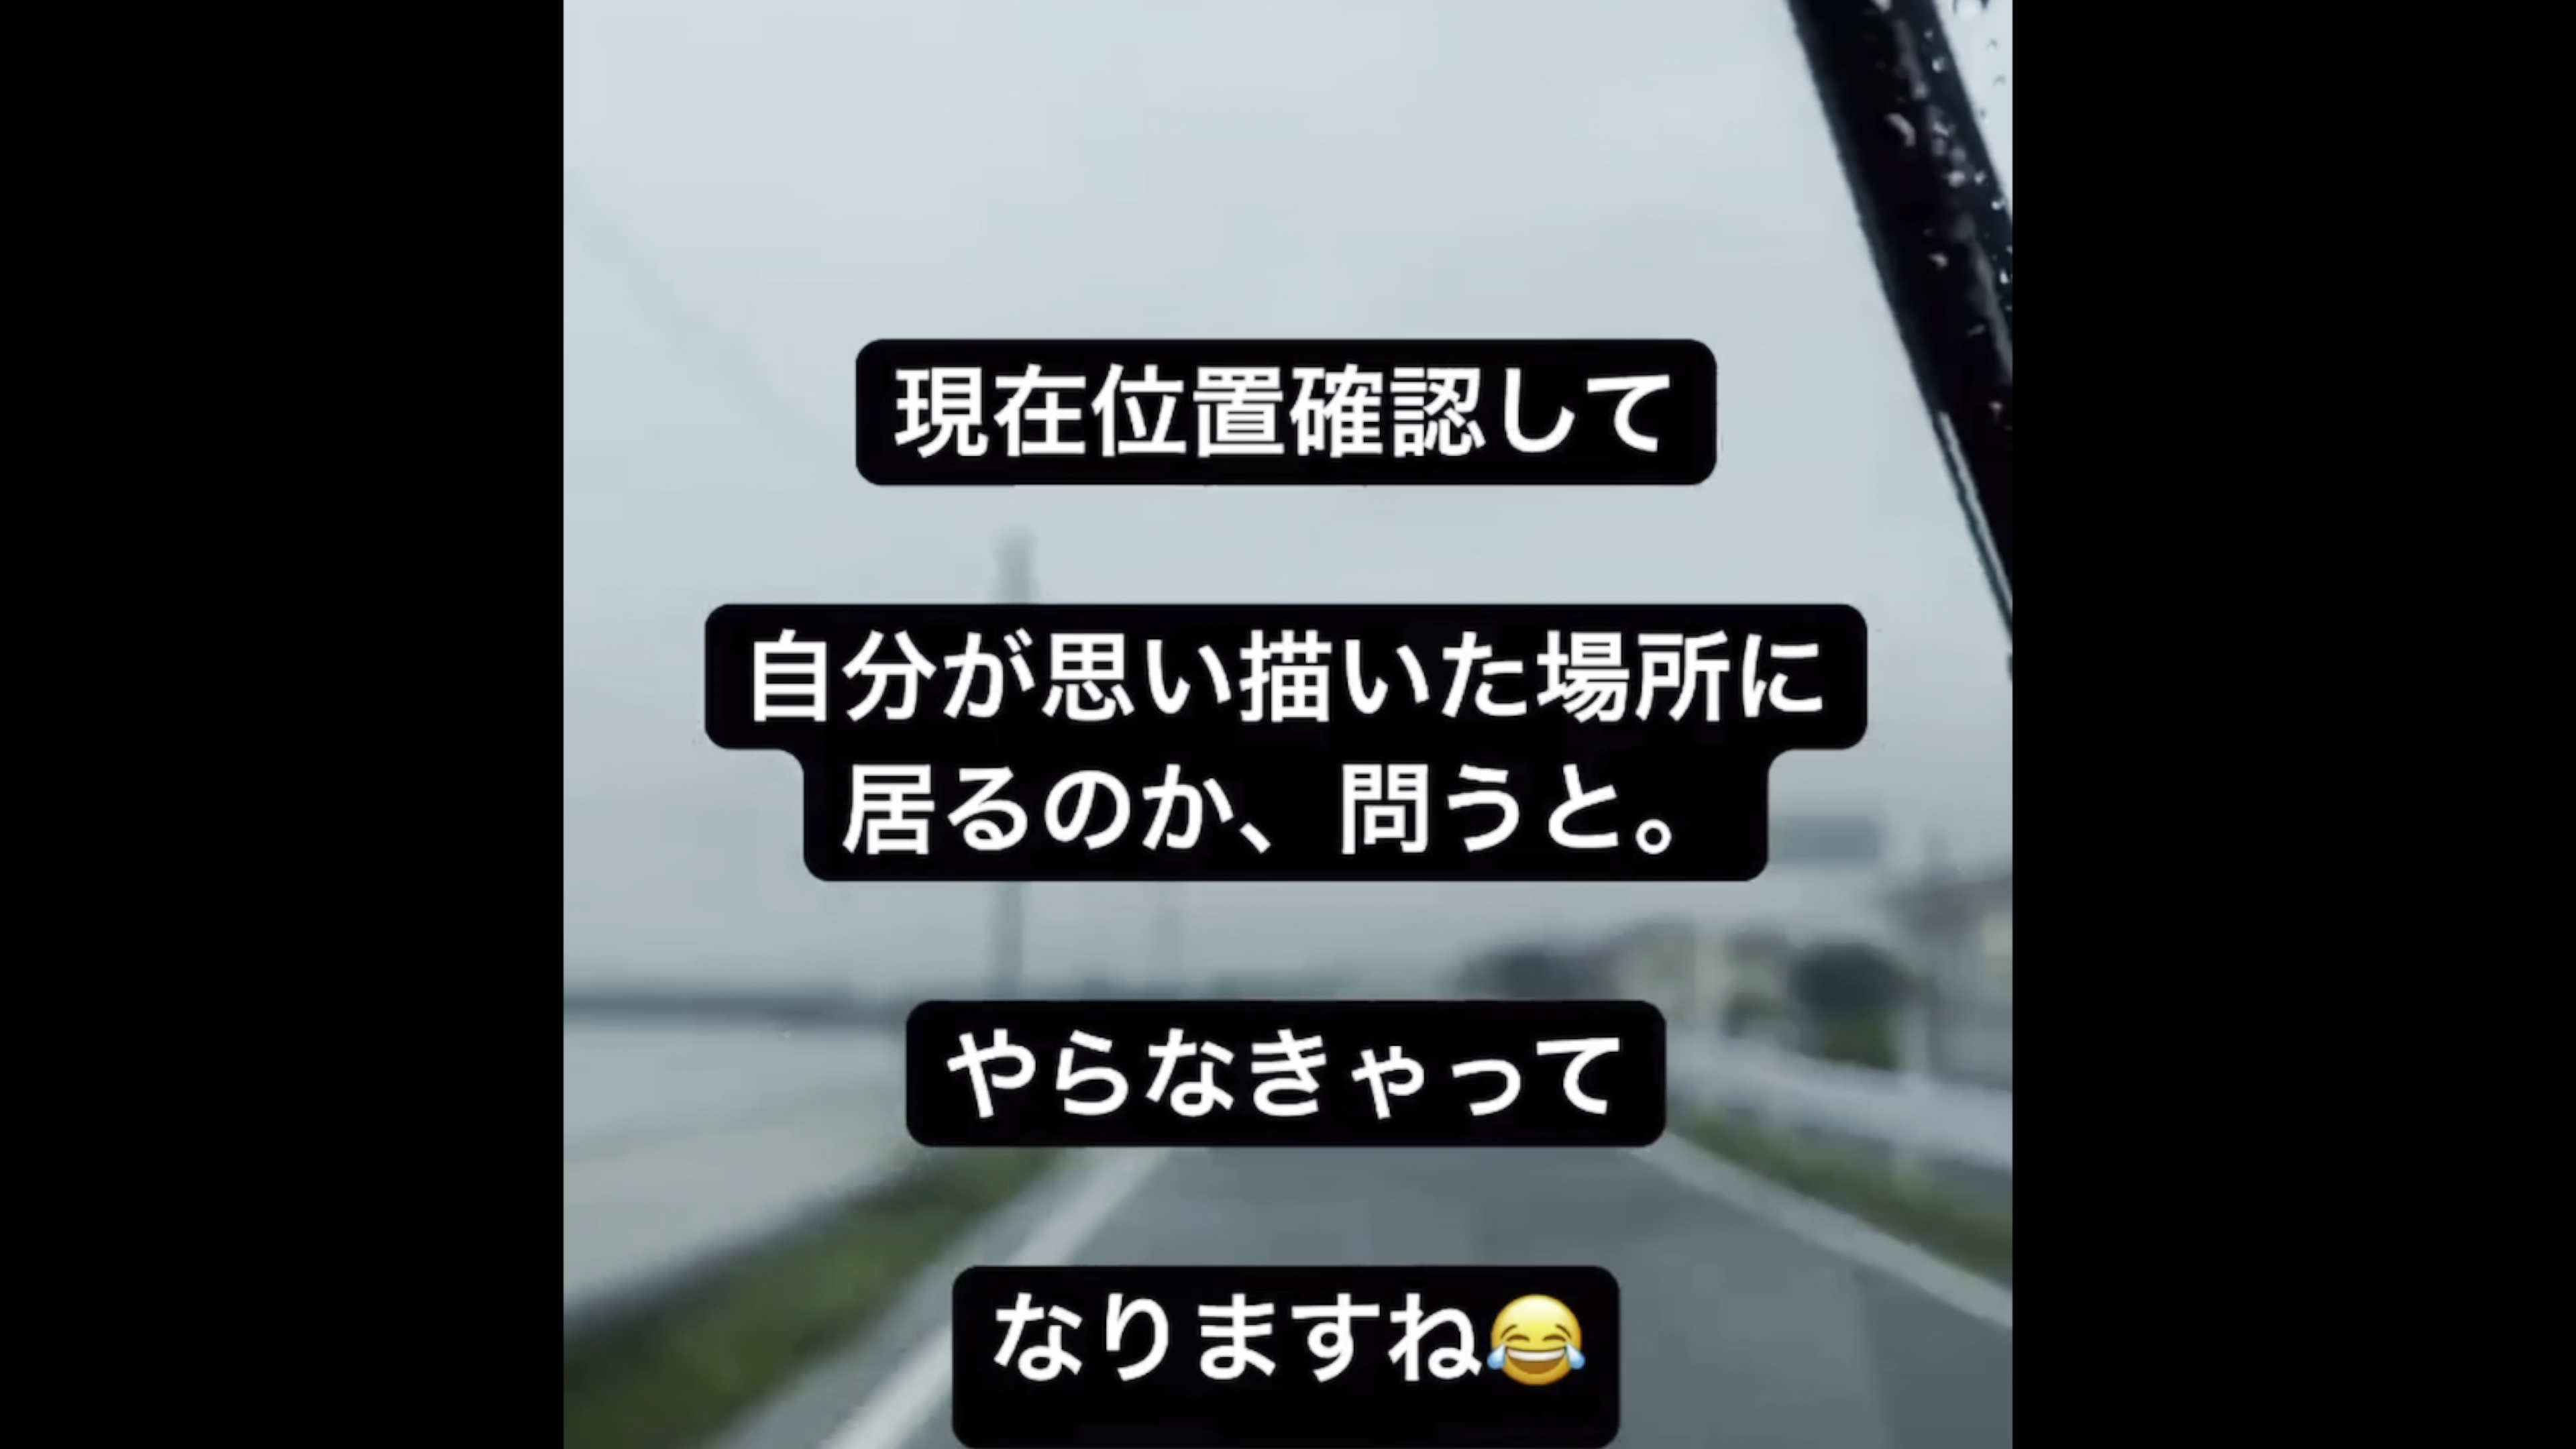 現在位置確認して
自分が思い描いた場所に
居るのか、問うと。
やらなきゃって
なりますね😂